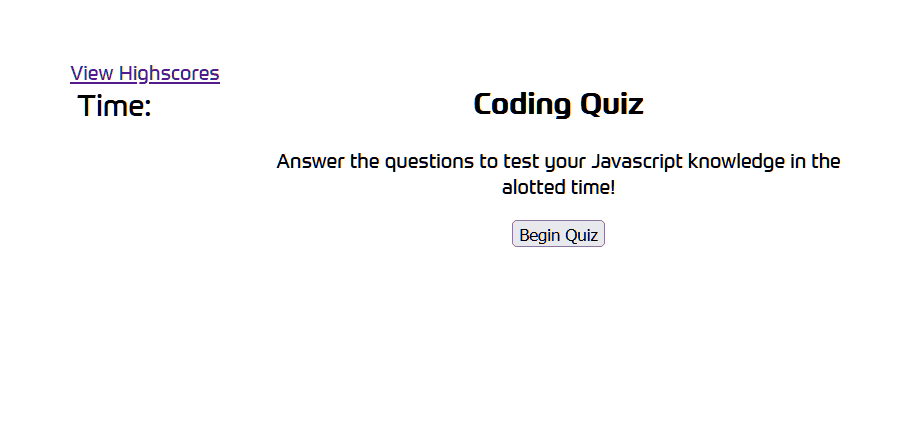 View Highscores
Time:
Coding Quiz
Answer the questions to test your Javascript knowledge in the
alotted time!
Begin Quiz